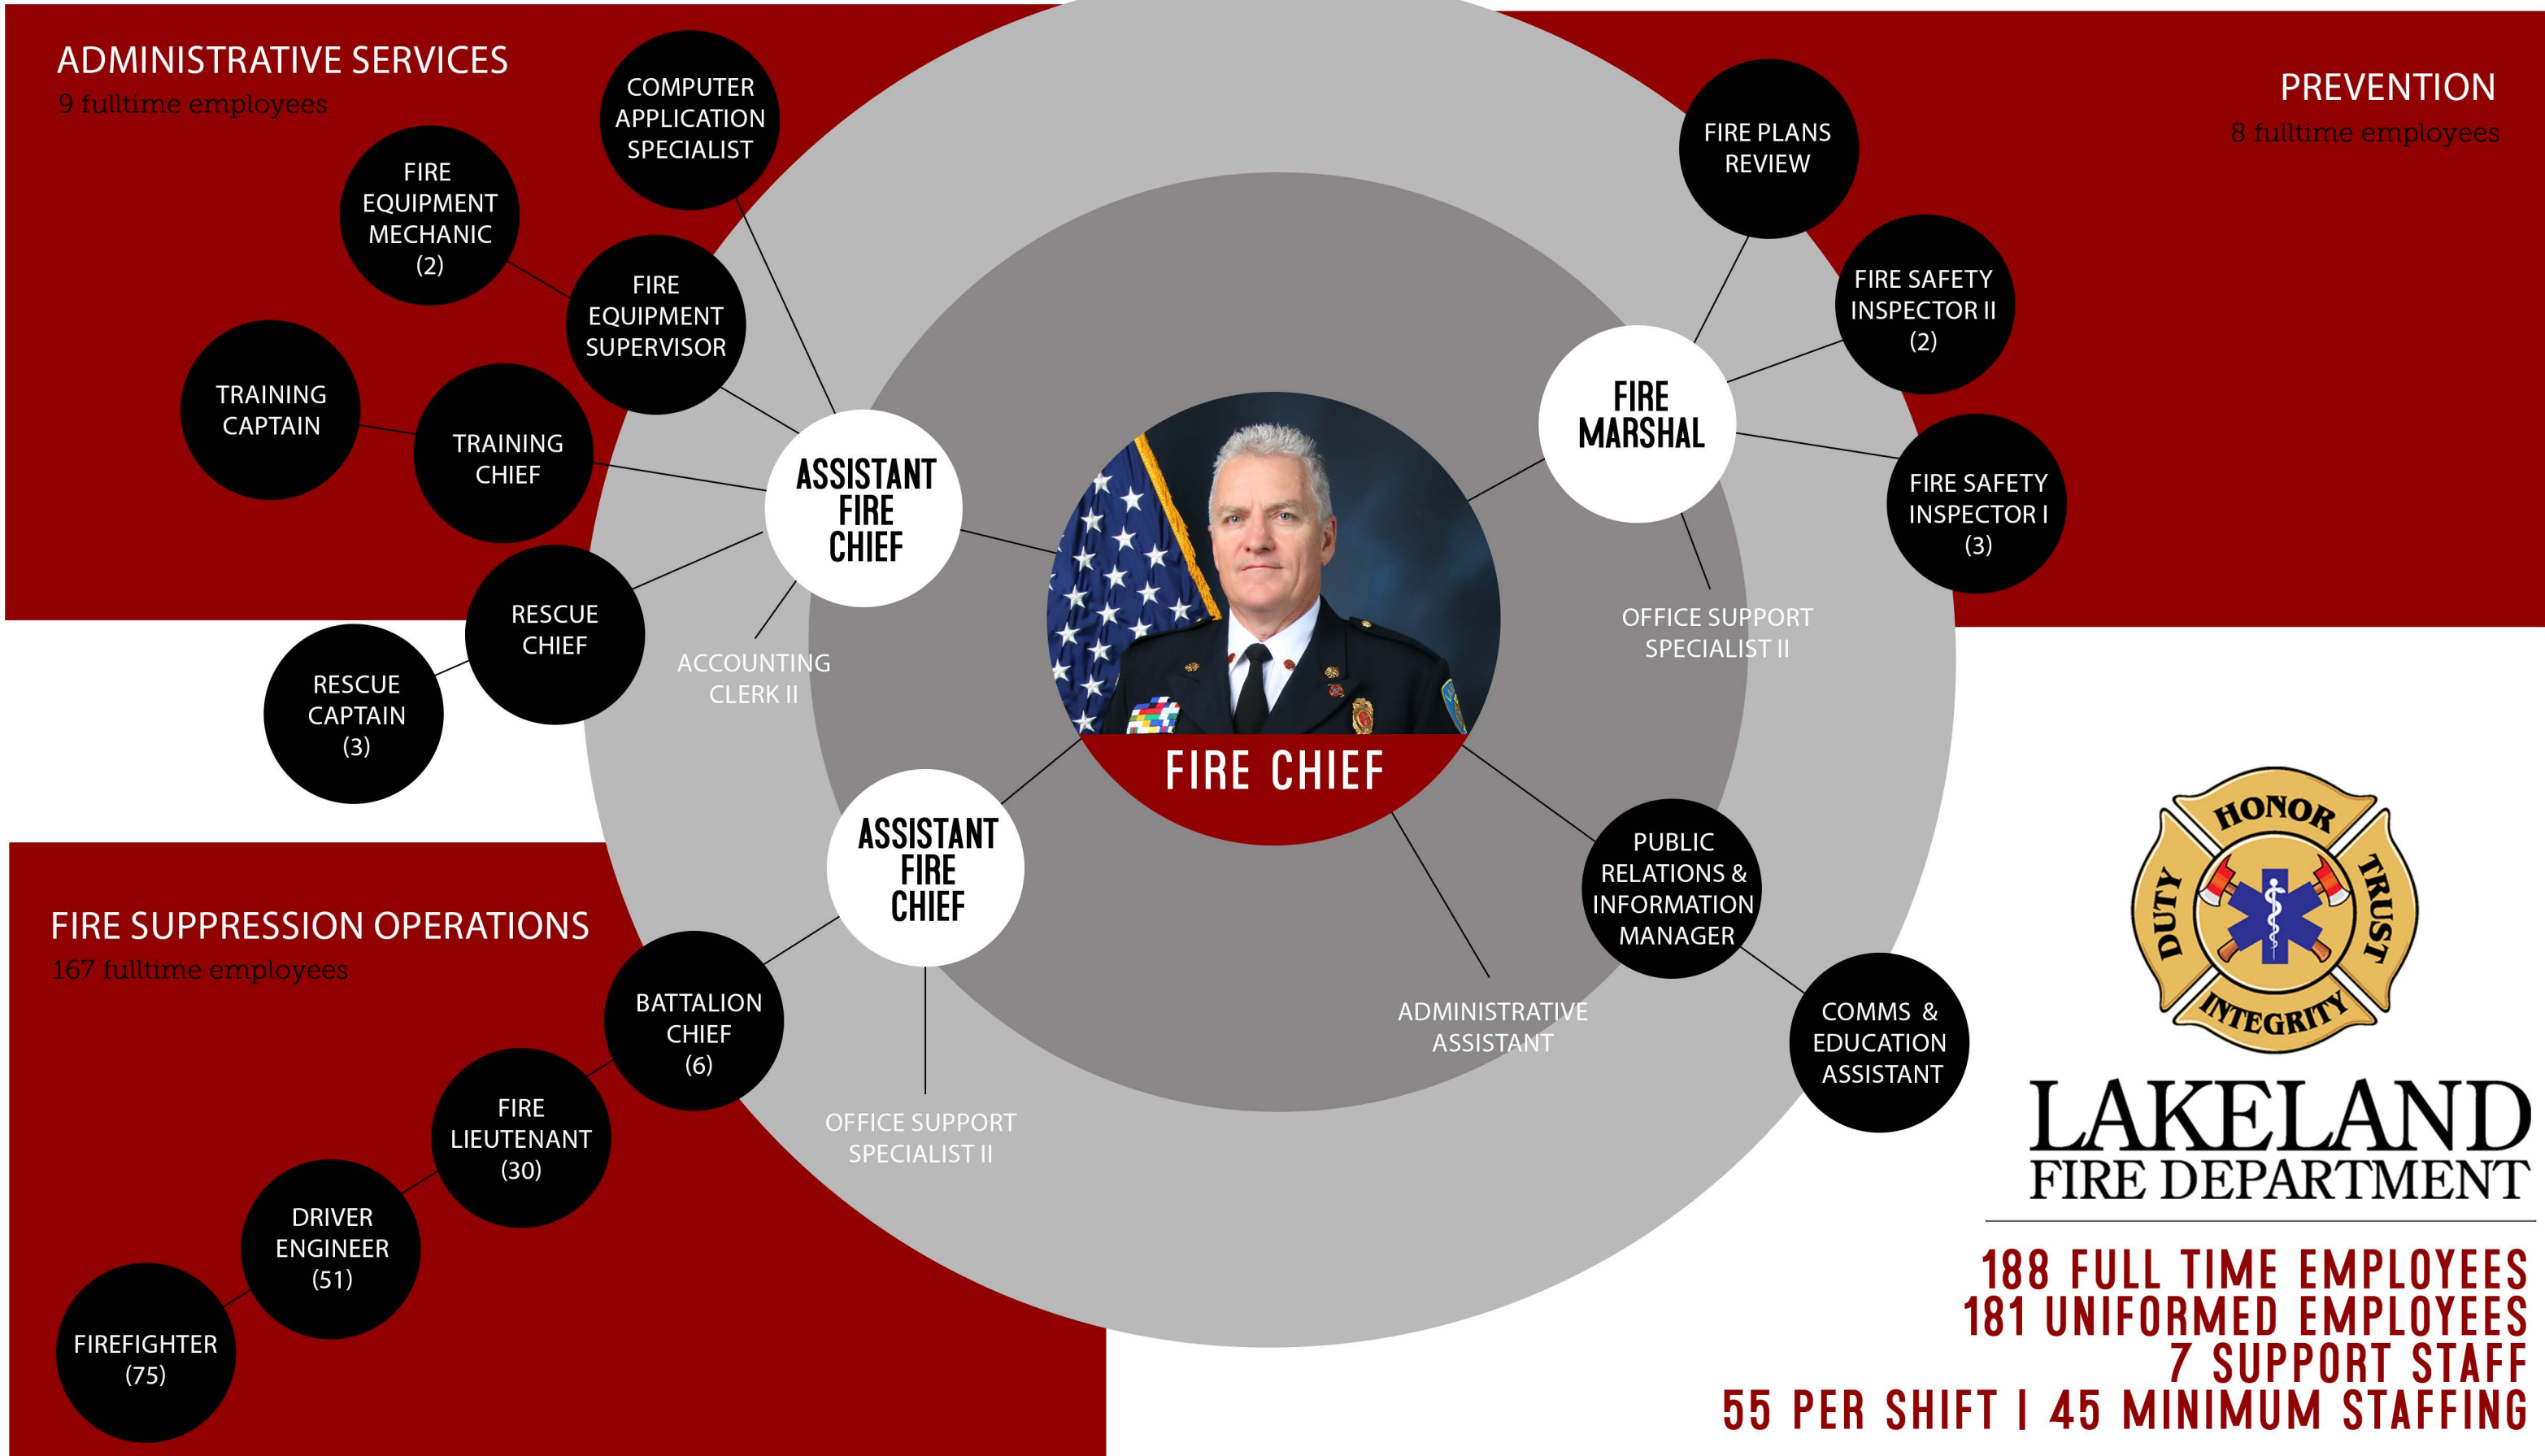 ADMINISTRATIVE SERVICES
9 fulltime employees
COMPUTER
APPLICATION
SPECIALIST
FIRE
EQUIPMENT
MECHANIC
(2)
FIRE
EQUIPMENT
SUPERVISOR
TRAINING
CAPTAIN
TRAINING
CHIEF
RESCUE
CHIEF
RESCUE
CAPTAIN
(3)
ASSISTANT
FIRE
CHIEF
ACCOUNTING
CLERK II
PREVENTION
8 fulltime employees
FIRE PLANS
REVIEW
FIRE SAFETY
INSPECTOR II
(2)
FIRE SAFETY
INSPECTOR I
(3)
FIRE
MARSHAL
OFFICE SUPPORT
SPECIALIST II
FIRE CHIEF
FIRE SUPPRESSION OPERATIONS
167 fulltime employees
ASSISTANT
FIRE
CHIEF
BATTALION
CHIEF
(6)
FIRE
LIEUTENANT
(30)
DRIVER
ENGINEER
(51)
FIREFIGHTER
(75)
OFFICE SUPPORT
SPECIALIST II
ADMINISTRATIVE
ASSISTANT
PUBLIC
RELATIONS &
INFORMATION
MANAGER
COMMS &
EDUCATION
ASSISTANT
HONOR
DUTY
TRUST
INTEGRITY
LAKELAND
FIRE DEPARTMENT
188 FULL TIME EMPLOYEES
181 UNIFORMED EMPLOYEES
7 SUPPORT STAFF
55 PER SHIFT | 45 MINIMUM STAFFING